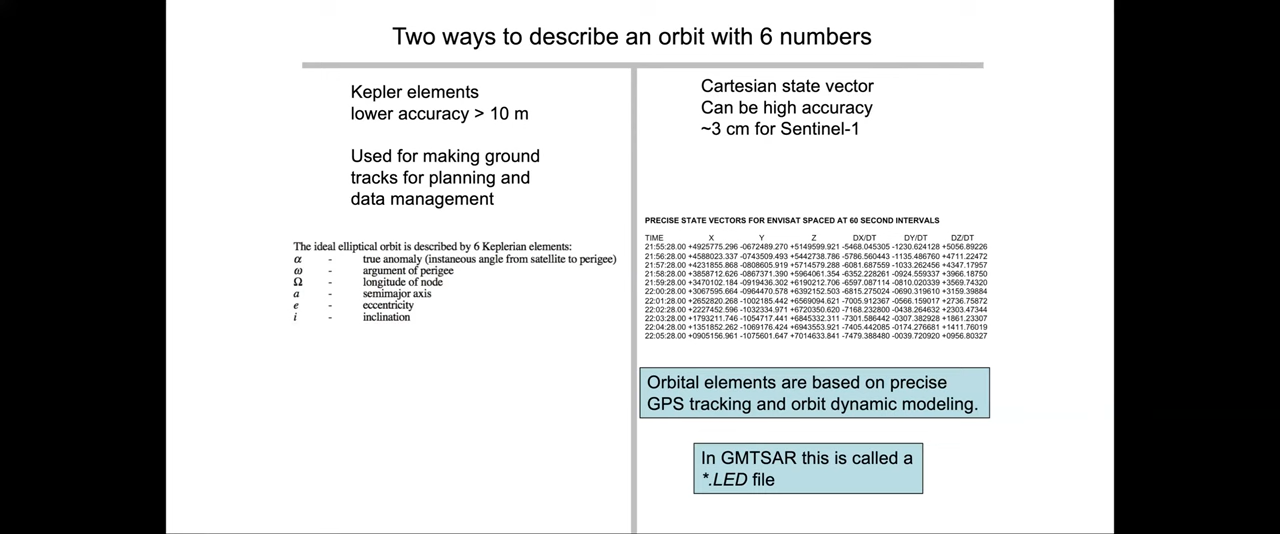 Two ways to describe an orbit with 6 numbers
Kepler elements
lower accuracy > 10 m
Used for making ground
tracks for planning and
data management
The ideal elliptical orbit is described by 6 Keplerian elements:
α - true anomaly (instaneous angle from satellite to perigee)
ω - argument of perigee
Ω - longitude of node
a - semimajor axis
e - eccentricity
i - inclination
Cartesian state vector
Can be high accuracy
~3 cm for Sentinel-1
PRECISE STATE VECTORS FOR ENVISAT SPACED AT 60 SECOND INTERVALS
TIME X Y Z DX/DT DY/DT DZ/DT
21:55:28.00 +4925775.296 -0672489.270 +5149599.921 -5468.045305 -1230.624128 +5056.89226
21:56:28.00 +4588023.337 -0743509.493 +5442738.786 -5786.560443 -1135.486760 +4711.22472
21:57:28.00 +4231855.868 -0808605.919 +5714579.288 -6081.687559 -1033.262456 +4347.17957
21:58:28.00 +3858712.626 -0867371.390 +5964061.354 -6352.228261 -0924.559337 +3966.18750
21:59:28.00 +3470102.184 -0919436.302 +6190212.706 -6597.087114 -0810.020339 +3569.74320
22:00:28.00 +3067595.664 -0964470.578 +6392152.503 -6815.275024 -0690.319610 +3159.39884
22:01:28.00 +2652820.268 -1002185.442 +6569094.621 -7005.912367 -0566.159017 +2736.75872
22:02:28.00 +2227452.596 -1032334.971 +6720350.620 -7168.232800 -0438.264632 +2303.47344
22:03:28.00 +1793211.746 -1054717.441 +6845332.311 -7301.586442 -0307.382928 +1861.23307
22:04:28.00 +1351852.262 -1069176.424 +6943553.921 -7405.442085 -0174.276681 +1411.76019
22:05:28.00 +0905156.961 -1075601.647 +7014633.841 -7479.388480 -0039.720920 +0956.80327
Orbital elements are based on precise
GPS tracking and orbit dynamic modeling.
In GMTSAR this is called a
*.LED file